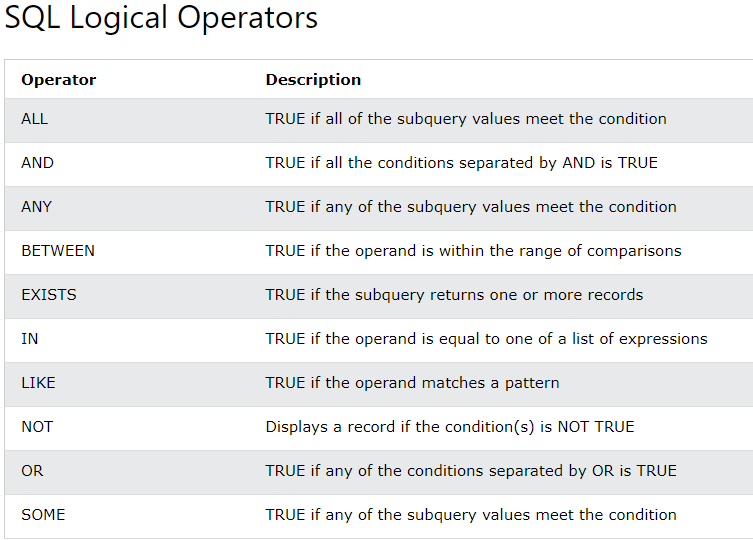 SQL Logical Operators
Operator Description
ALL TRUE if all of the subquery values meet the condition
AND TRUE if all the conditions separated by AND is TRUE
ANY TRUE if any of the subquery values meet the condition
BETWEEN TRUE if the operand is within the range of comparisons
EXISTS TRUE if the subquery returns one or more records
IN TRUE if the operand is equal to one of a list of expressions
LIKE TRUE if the operand matches a pattern
NOT Displays a record if the condition(s) is NOT TRUE
OR TRUE if any of the conditions separated by OR is TRUE
SOME TRUE if any of the subquery values meet the condition